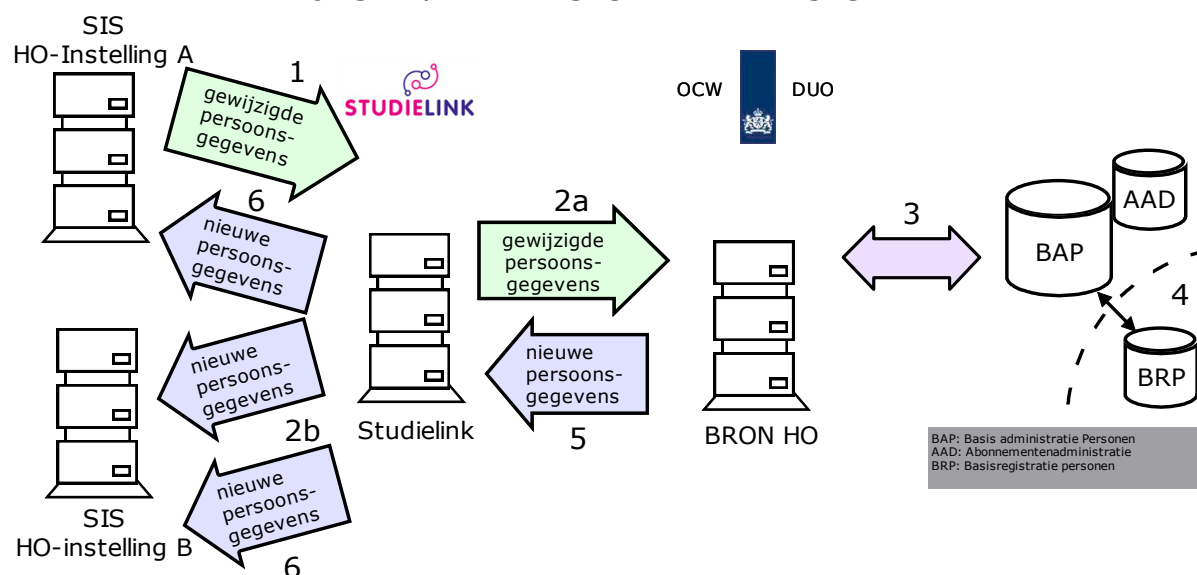 SIS
HO-Instelling A
1
gewijzigde
persoons-
gegevens
STUDIELINK
OCW
DUO
6
nieuwe
persoons-
gegevens
2a
gewijzigde
persoons-
gegevens
3
BAP
AAD
4
BRP
nieuwe
persoons-
gegevens
2b
Studielink
nieuwe
persoons-
gegevens
5
BRON HO
BAP: Basis administratie Personen
AAD: Abonnementenadministratie
BRP: Basisregistratie personen
SIS
HO-instelling B
nieuwe
persoons-
gegevens
6